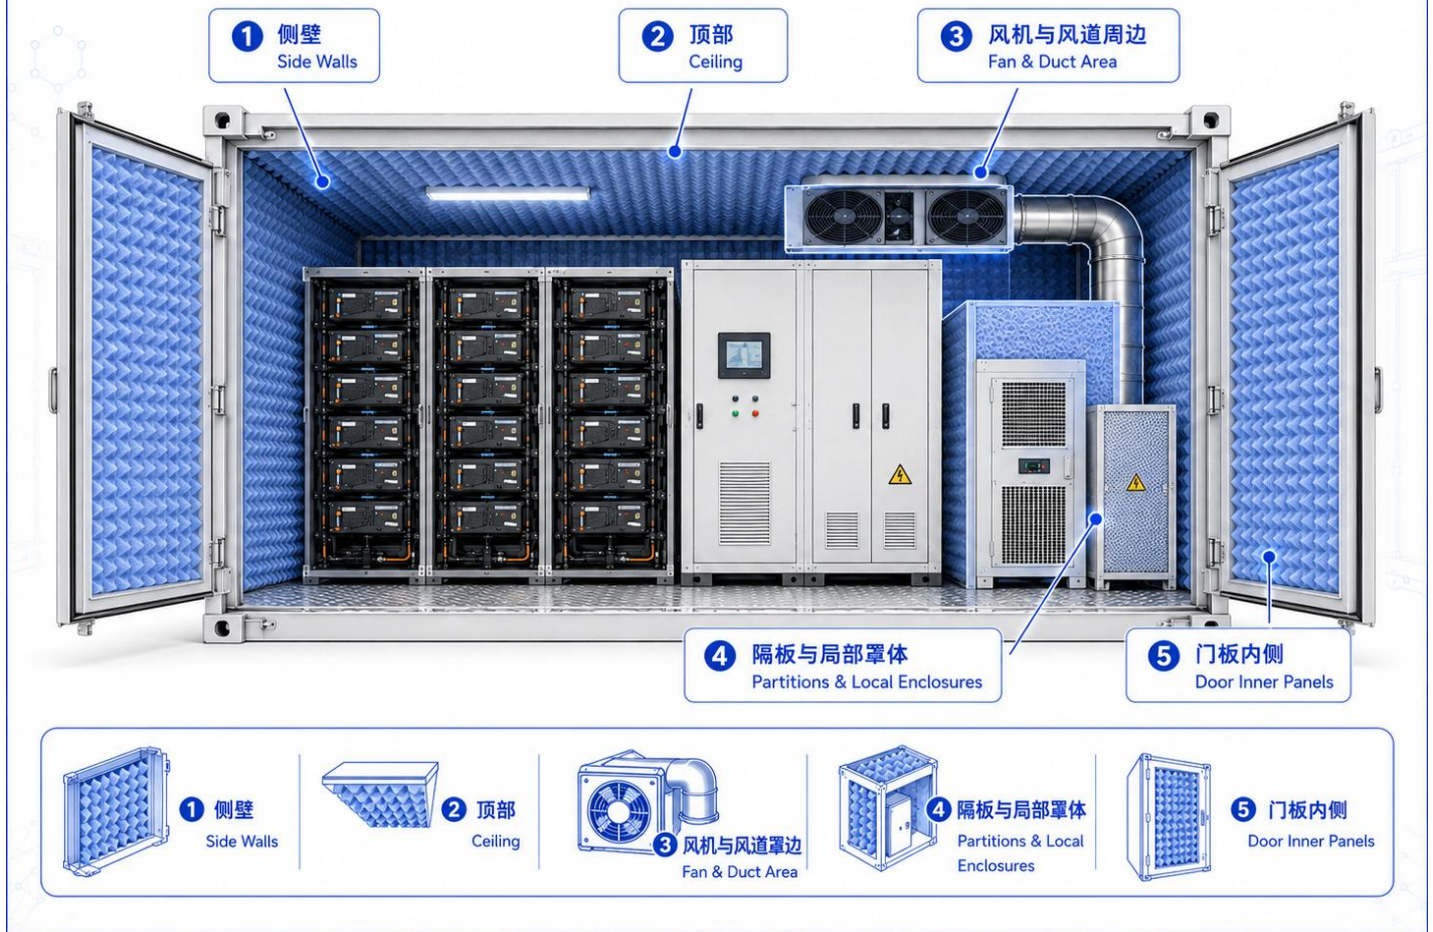 1 侧壁
Side Walls
2 顶部
Ceiling
3 风机与风道周边
Fan & Duct Area
4 隔板与局部罩体
Partitions & Local Enclosures
5 门板内侧
Door Inner Panels
1 侧壁
Side Walls
2 顶部
Ceiling
3 风机与风道罩边
Fan & Duct Area
4 隔板与局部罩体
Partitions & Local
Enclosures
5 门板内侧
Door Inner Panels